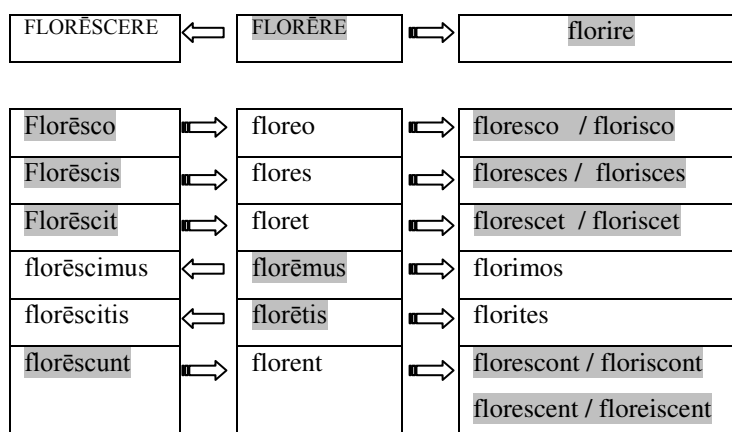 FLORĒSCERE FLORĒRE florire
Florēsco floreo floresco / florisco
Florēscis flores floresces / florisces
Florēscit floret florescet / floriscet
florēscimus florēmus florimos
florēscitis florētis florites
florēscunt florent florescont / floriscont
florescent / floreiscent